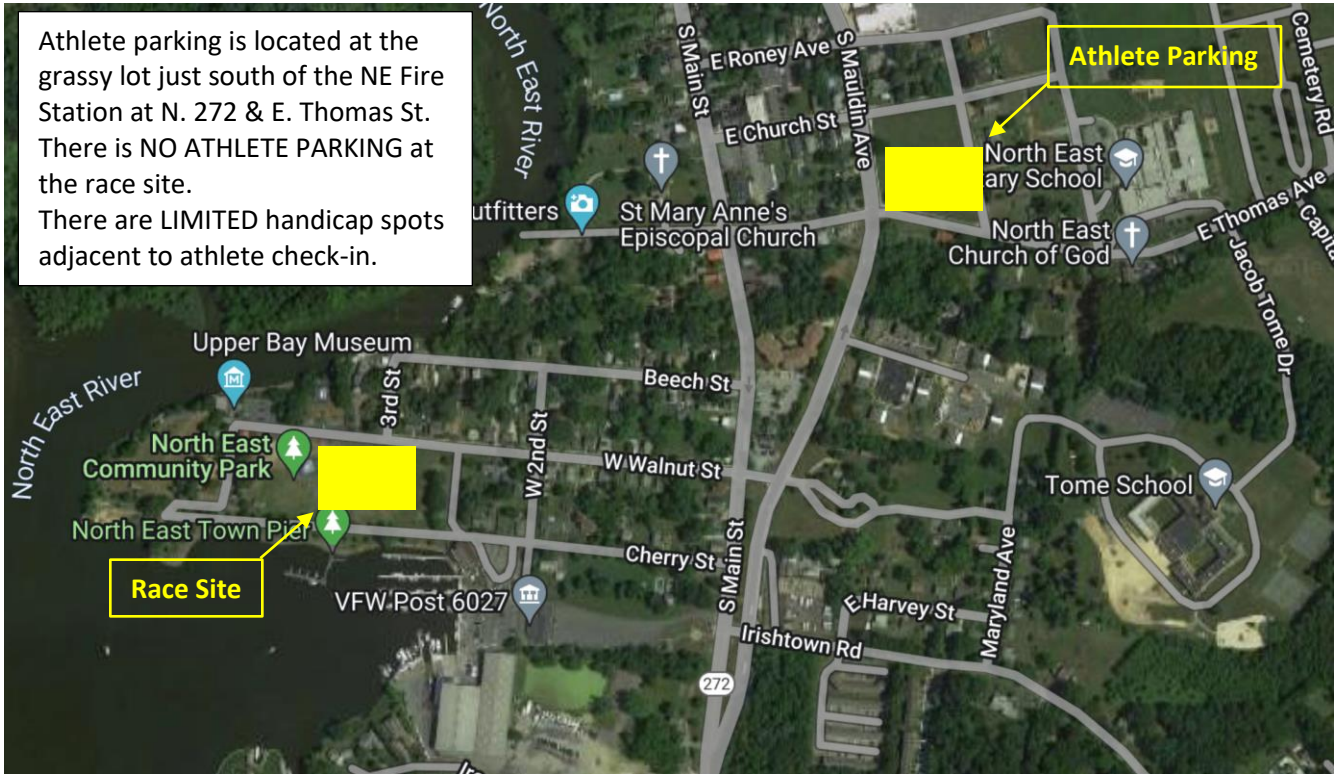 Athlete parking is located at the
grassy lot just south of the NE Fire
Station at N. 272 & E. Thomas St.
There is NO ATHLETE PARKING at
the race site.
There are LIMITED handicap spots
adjacent to athlete check-in.
North East River
S Main St
E Roney Ave
S Mauldin Ave
Athlete Parking
Cemetery Rd
E Church St
North East
ary School
utfitters
St Mary Anne's
Episcopal Church
North East
Church of God
E Thomas Ave
Jacob Tome Dr
Upper Bay Museum
North East River
3rd St
Beech St
North East
Community Park
W 2nd St
W Walnut St
Tome School
North East Town Pier
Cherry St
S Main St
Race Site
VFW Post 6027
E Harvey St
Maryland Ave
Irishtown Rd
272